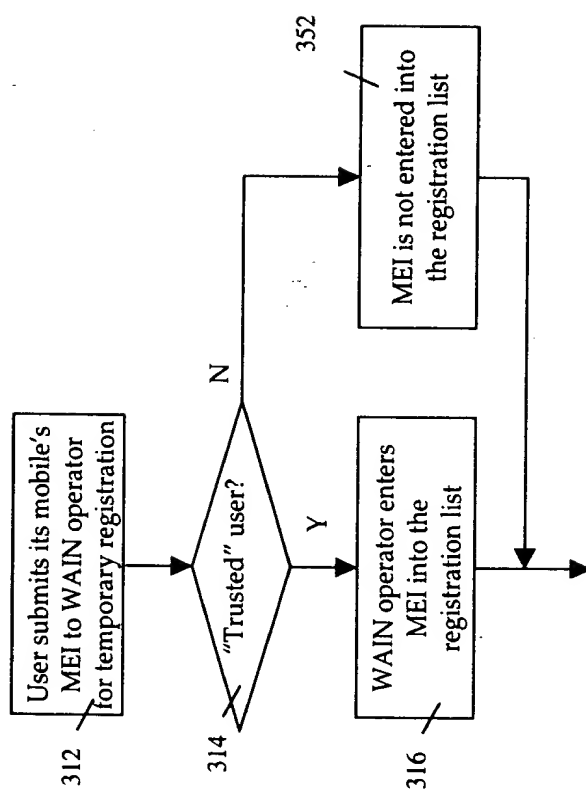 User submits its mobile's
MEI to WAIN operator
for temporary registration
312
"Trusted" user?
314
N
Y
WAIN operator enters
MEI into the
registration list
316
MEI is not entered into
the registration list
352